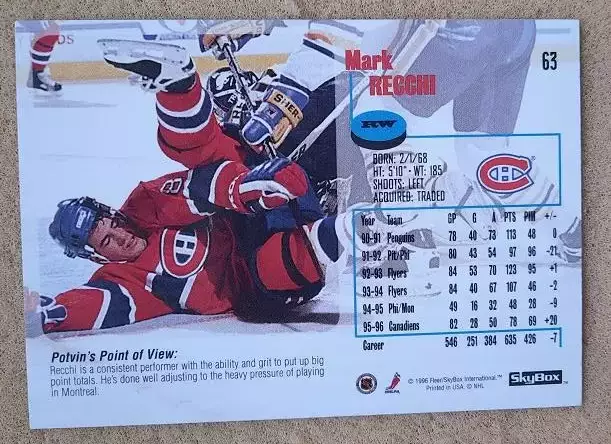 Mark
RECCHI
63
RW
BORN: 2/1/68
HT: 5'10" · WT: 185
SHOOTS: LEFT
ACQUIRED: TRADED
Year Team GP G A PTS PIM +/-
90-91 Penguins 78 40 73 113 48 0
91-92 Pit/Phi 80 43 54 97 96 -21
92-93 Flyers 84 53 70 123 95 +1
93-94 Flyers 84 40 67 107 46 -2
94-95 Phi/Mon 49 16 32 48 28 -9
95-96 Canadiens 82 28 50 78 69 +20
Career 546 251 384 635 426 -7
Potvin's Point of View:
Recchi is a consistent performer with the ability and grit to put up big
point totals. He's done well adjusting to the heavy pressure of playing
in Montreal.
NHLPA
© 1996 Fleer/SkyBox International.™
Printed in USA. © NHL
SkyBox™